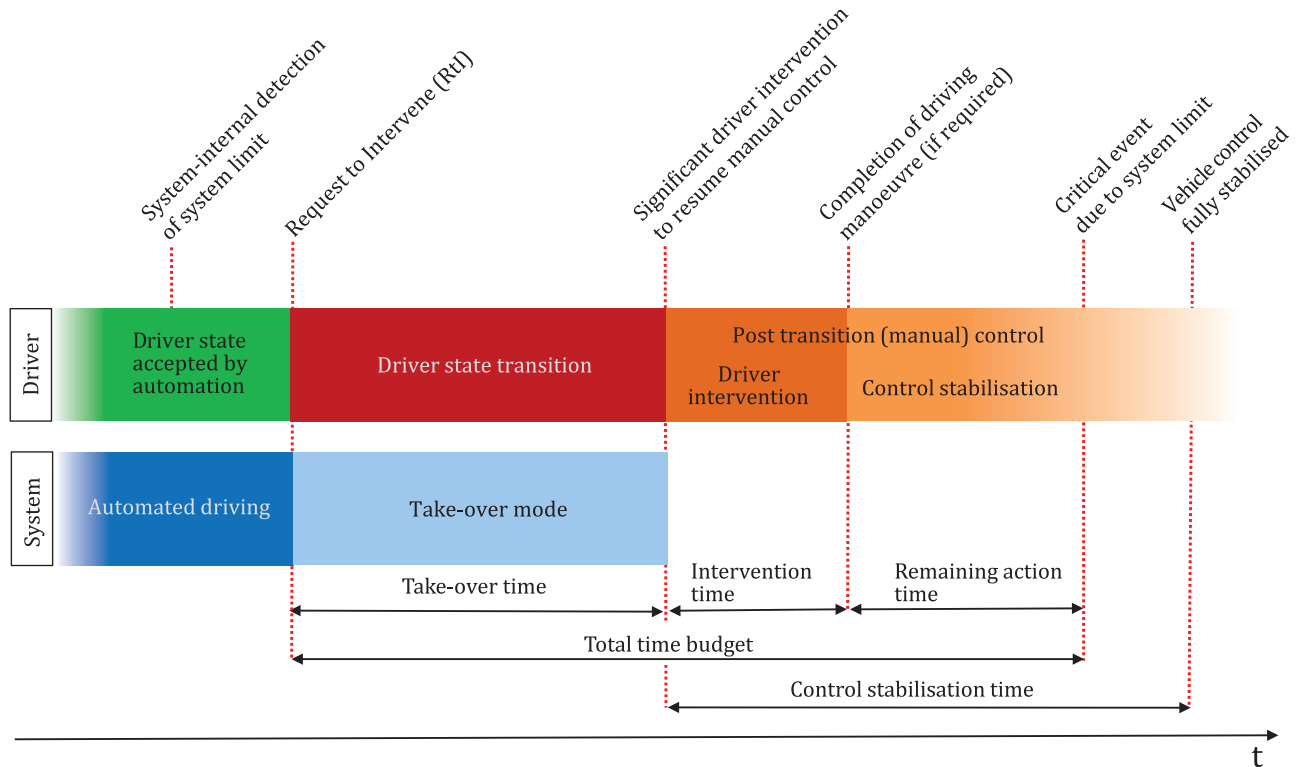 System-internal detection
of system limit
Request to Intervene (RtI)
Significant driver intervention
to resume manual control
Completion of driving
manoeuvre (if required)
Critical event
due to system limit
Vehicle control
fully stabilised
Driver
Driver state
accepted by
automation
Driver state transition
Post transition (manual) control
Driver
intervention
Control stabilisation
System
Automated driving
Take-over mode
Take-over time
Intervention
time
Remaining action
time
Total time budget
Control stabilisation time
t